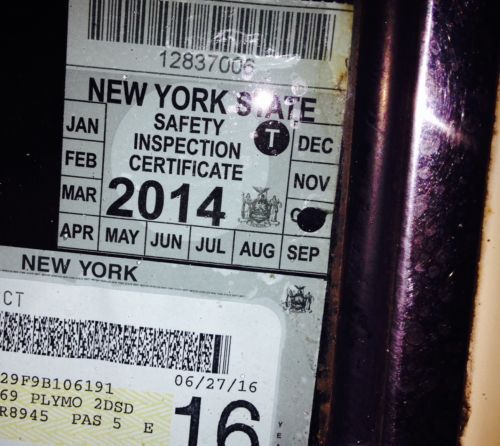 12837006
NEW YORK STATE
SAFETY
INSPECTION
CERTIFICATE
T
2014
JAN
FEB
MAR
APR MAY JUN JUL AUG SEP
DEC
NOV
NEW YORK
CT
29F9B106191 06/27/16
69 PLYMO 2DSD
R8945 PAS 5 E
16